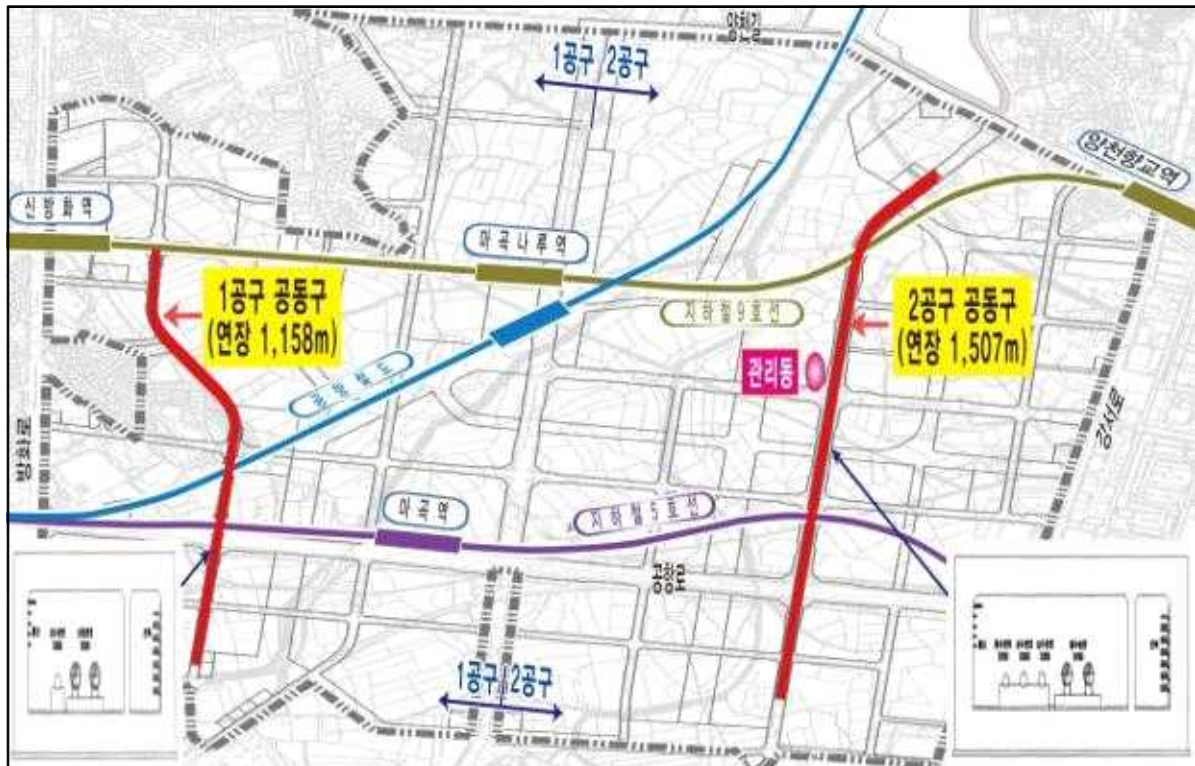 양천길
1공구 2공구
양천향교역
신방화역
마곡나루역
1공구 공동구
(연장 1,158m)
지하철9호선
2공구 공동구
(연장 1,507m)
관리동
방화로
강서로
마곡역
지하철5호선
공항로
1공구 2공구